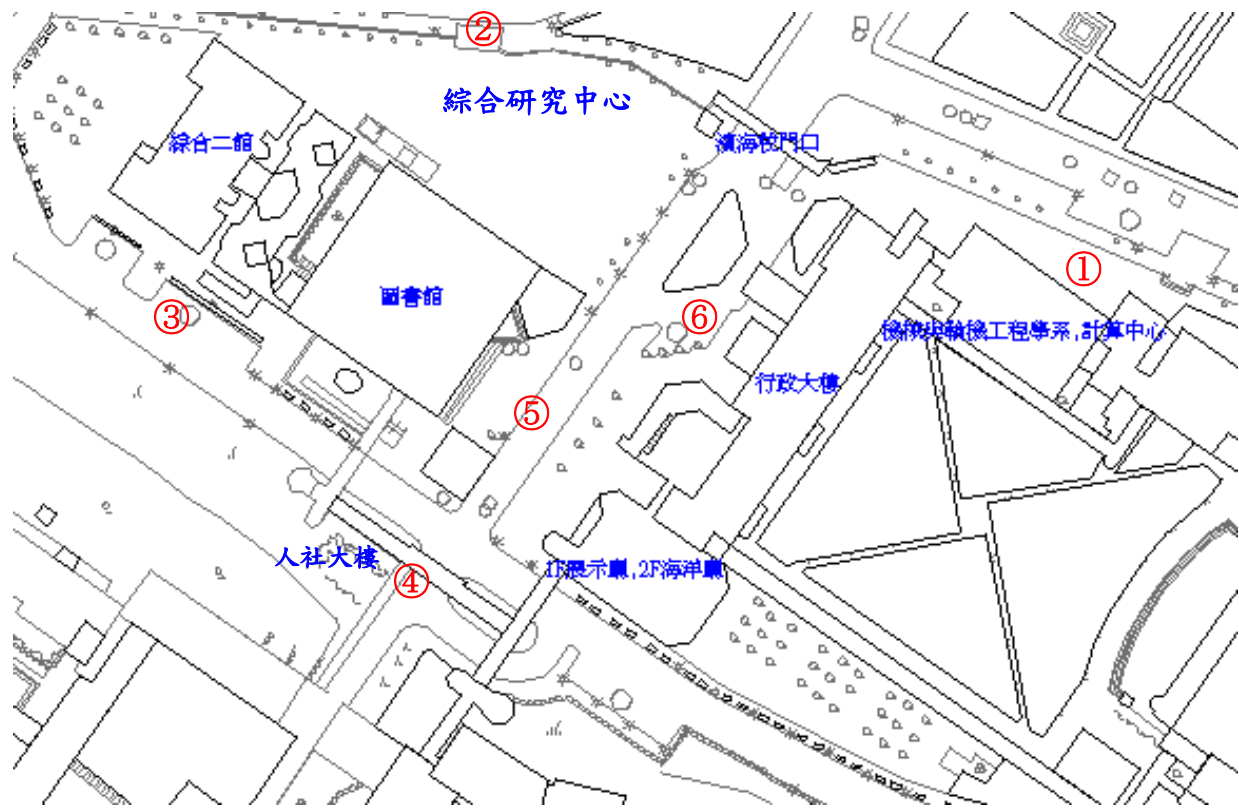 ②
綜合研究中心
綜合二館
濱海校門口
①
③
圖書館
⑥
機械與輪機工程學系,計算中心
行政大樓
⑤
人社大樓
④
1F展示廳,2F海洋廳